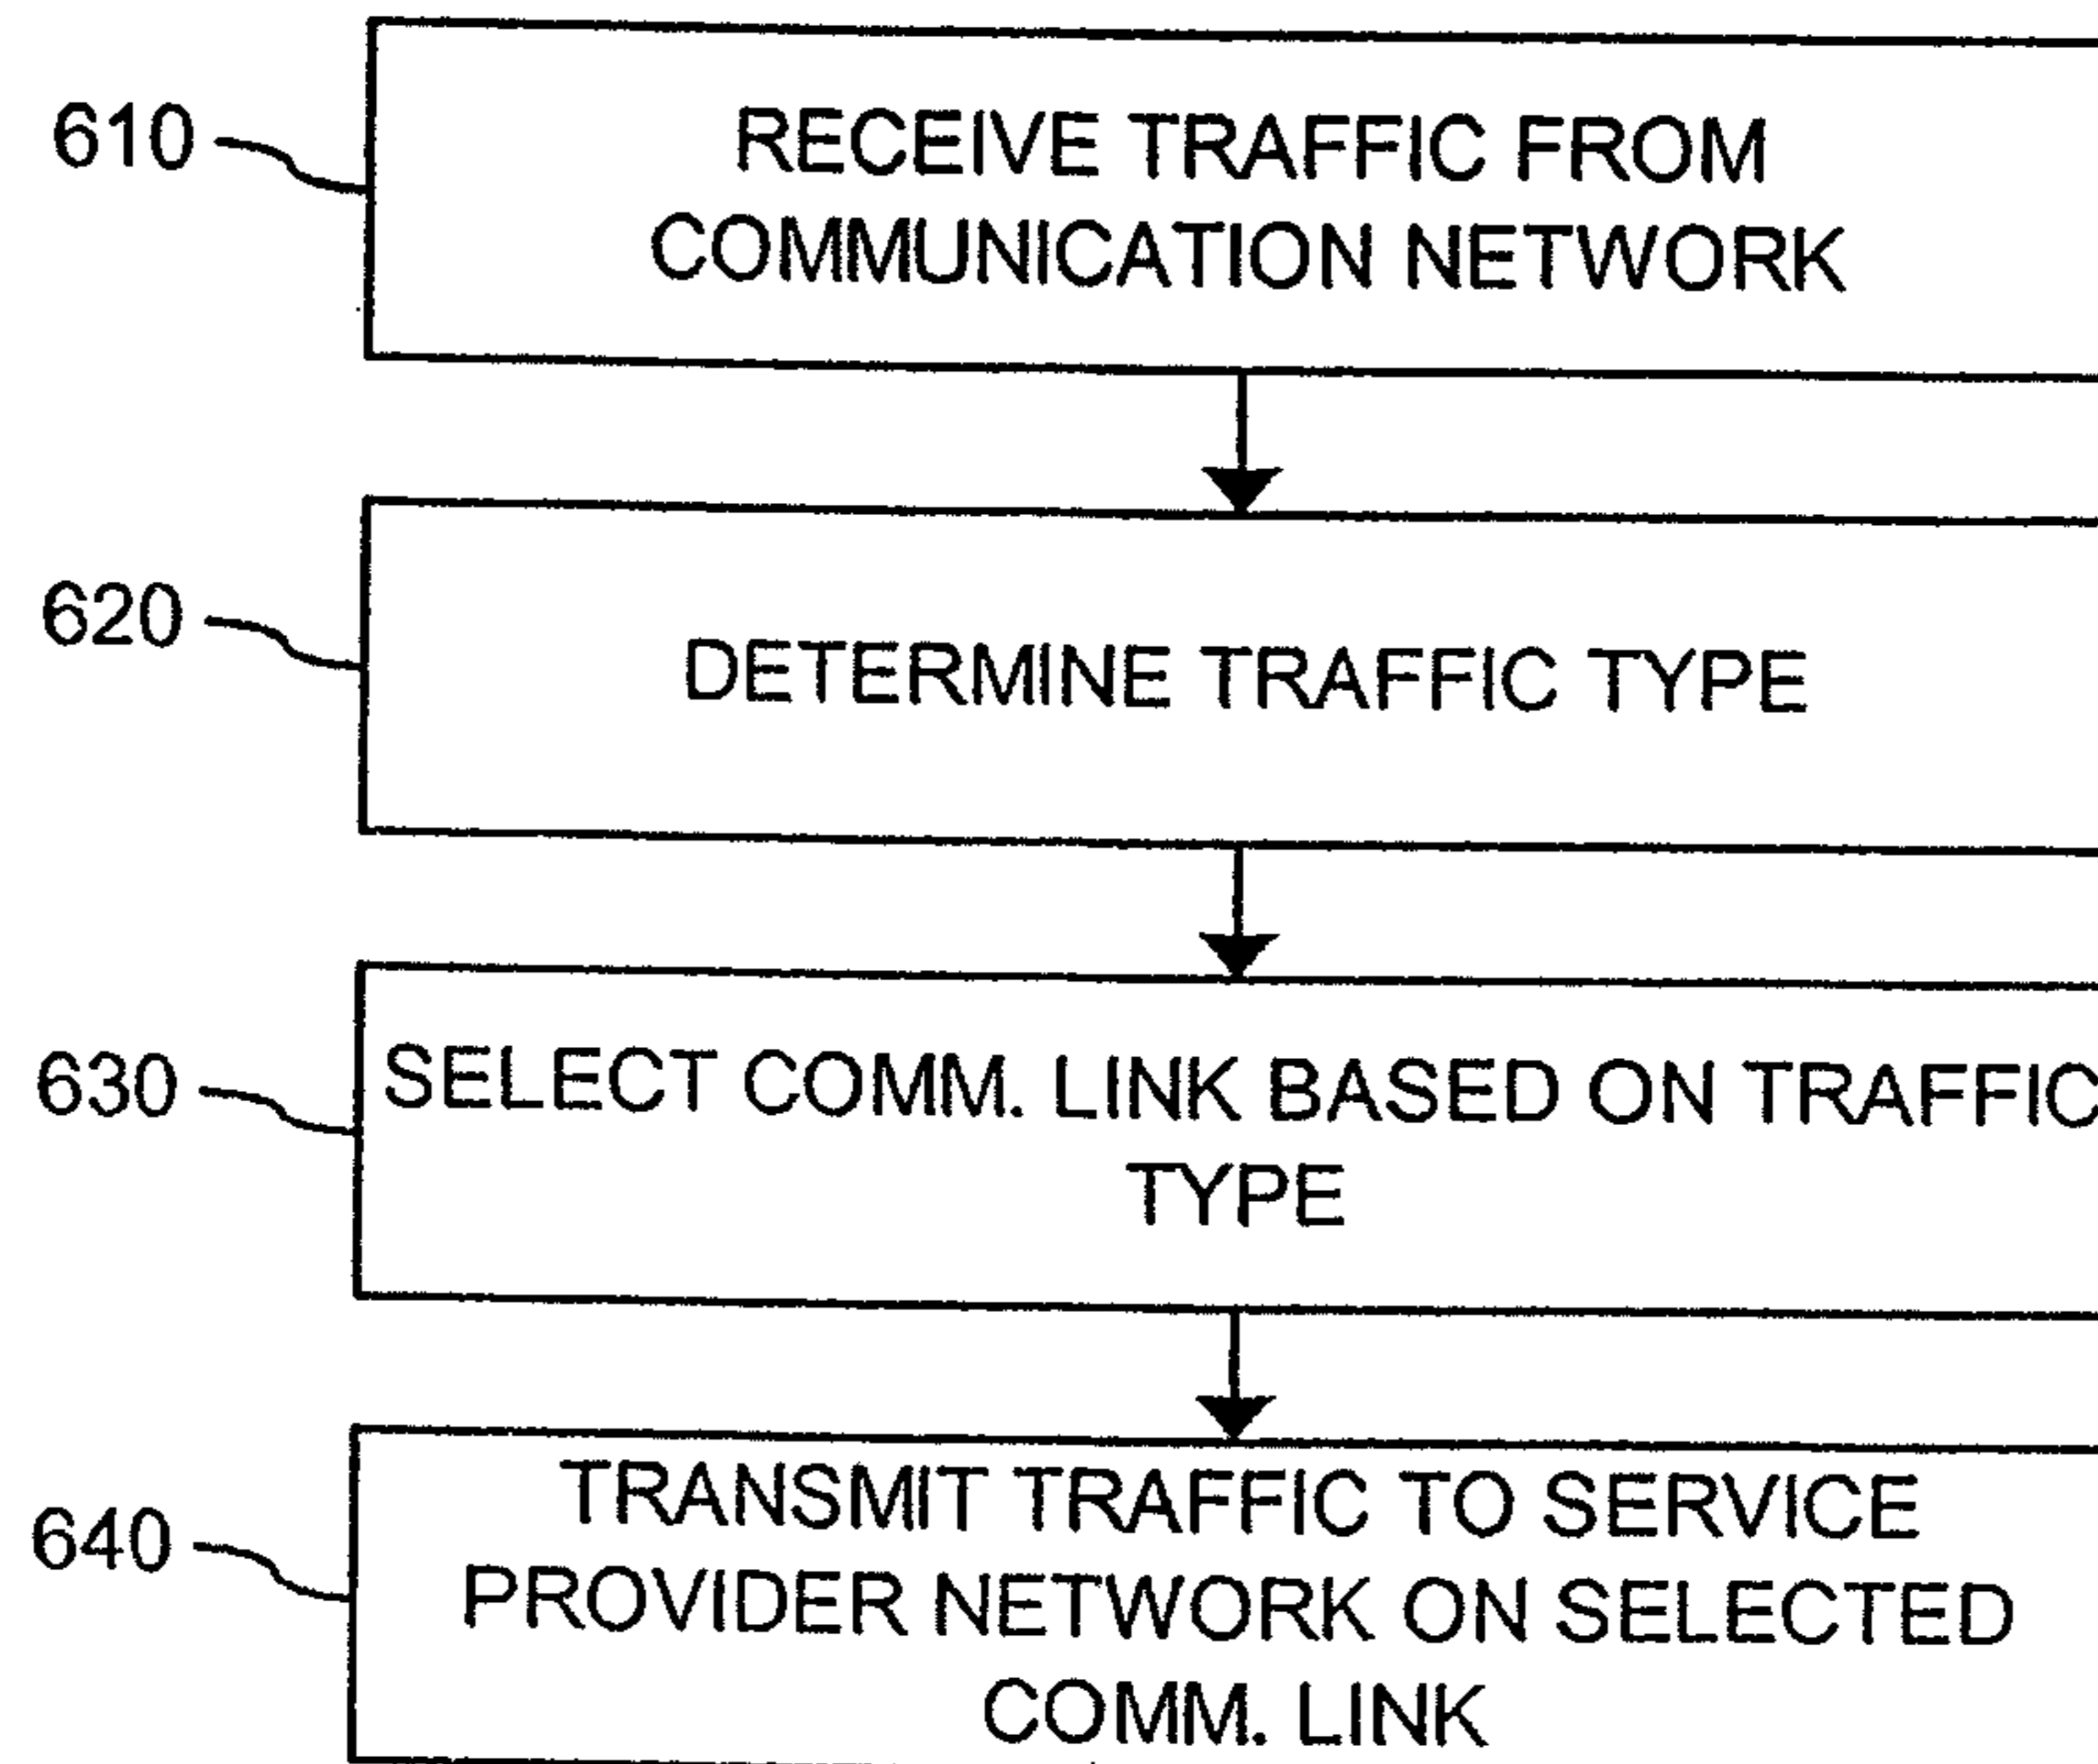 610
RECEIVE TRAFFIC FROM
COMMUNICATION NETWORK
620
DETERMINE TRAFFIC TYPE
630
SELECT COMM. LINK BASED ON TRAFFIC
TYPE
640
TRANSMIT TRAFFIC TO SERVICE
PROVIDER NETWORK ON SELECTED
COMM. LINK